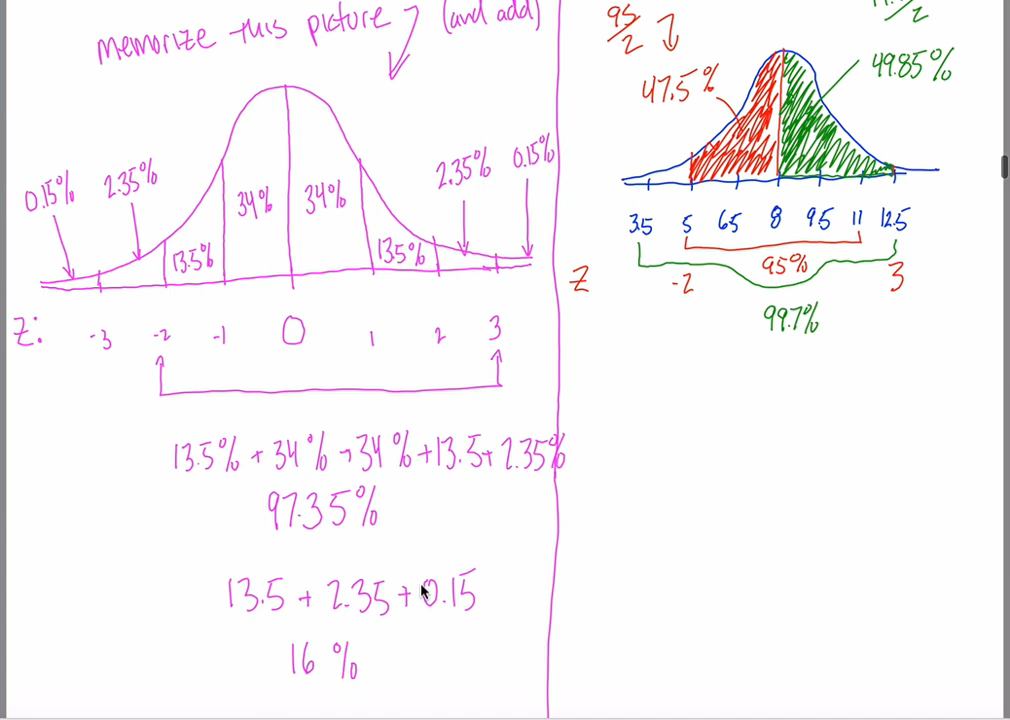 memorize this picture (and add)
0.15% 2.35% 34% 34% 2.35% 0.15%
13.5% 13.5%
Z: -3 -2 -1 0 1 2 3
13.5% + 34% + 34% + 13.5 + 2.35%
97.35%
13.5 + 2.35 + 0.15
16 %
95/2
/2
47.5% 49.85%
3.5 5 6.5 8 9.5 11 12.5
95%
Z -2 3
99.7%